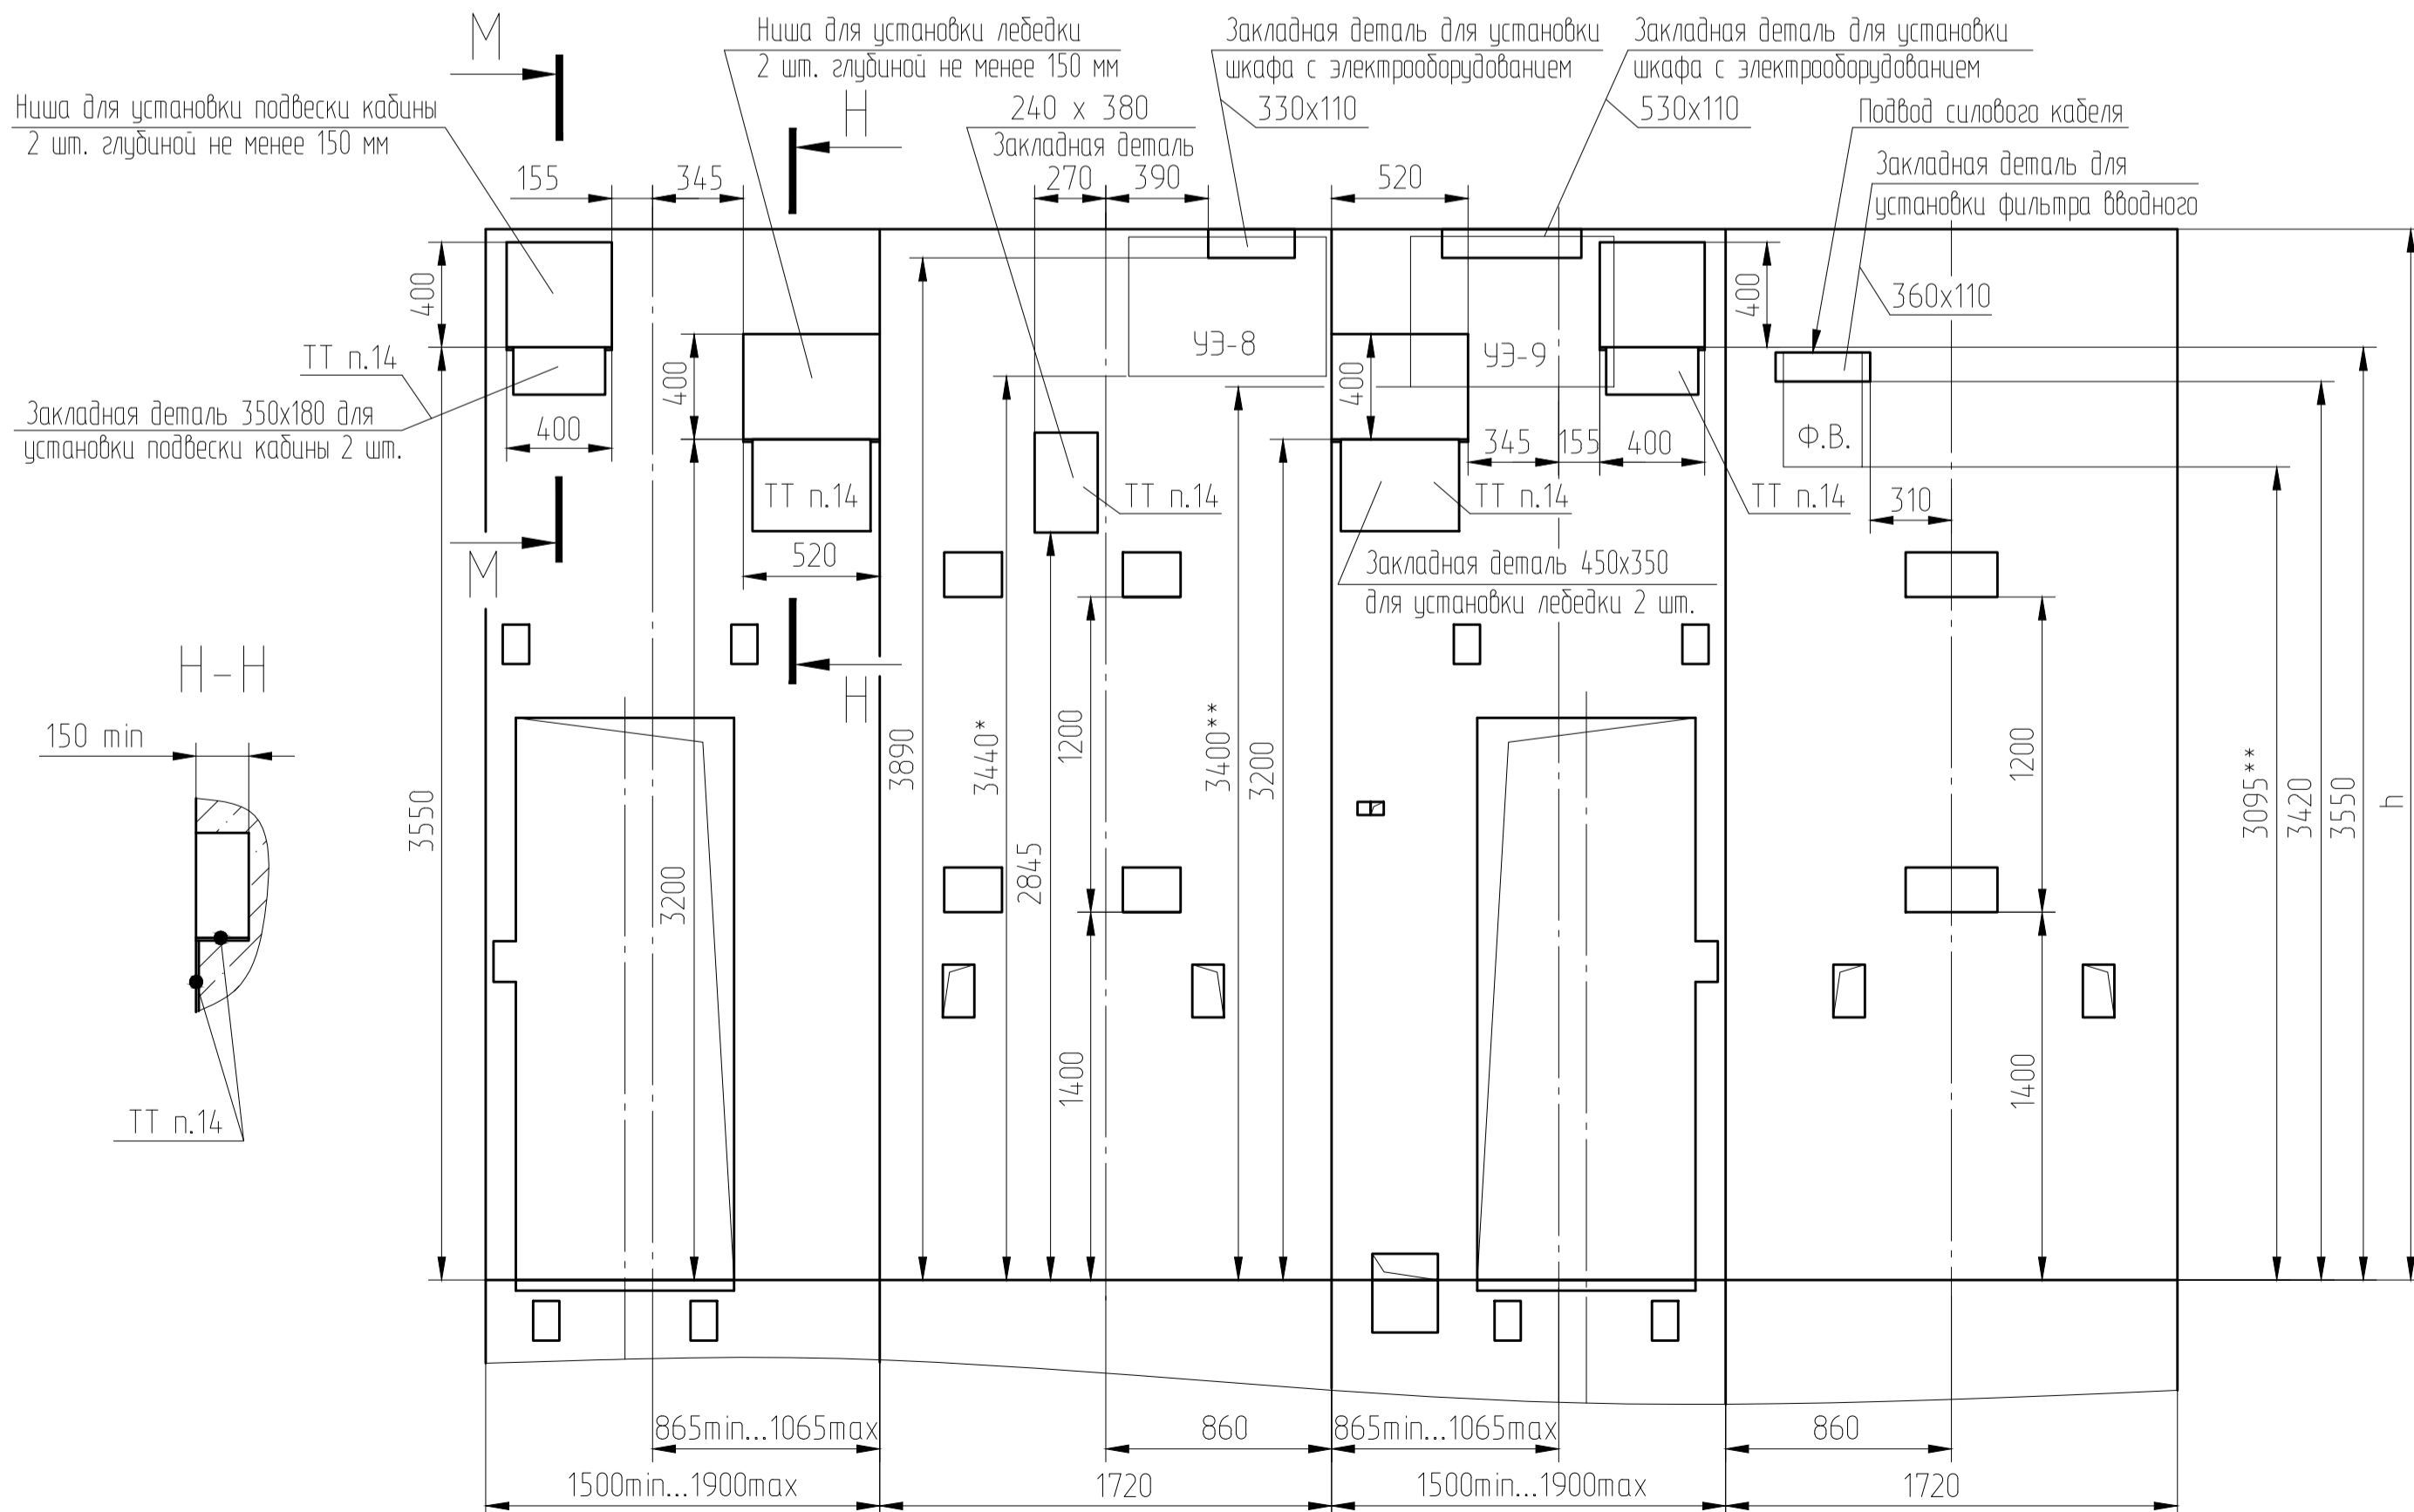 М
Ниша для установки подвески кабины
2 шт. глубиной не менее 150 мм
Ниша для установки лебедки
2 шт. глубиной не менее 150 мм
Н
240 х 380
Закладная деталь
Закладная деталь для установки
шкафа с электрооборудованием
330х110
Закладная деталь для установки
шкафа с электрооборудованием
530х110
Подвод силового кабеля
Закладная деталь для
установки фильтра вводного
360х110
155
345
270
390
520
400
400
400
400
УЭ-8
УЭ-9
Ф.В.
ТТ п.14
Закладная деталь 350х180 для
установки подвески кабины 2 шт.
400
345
155
400
ТТ п.14
ТТ п.14
ТТ п.14
ТТ п.14
310
520
М
Закладная деталь 450х350
для установки лебедки 2 шт.
Н
Н-Н
150 min
ТТ п.14
3550
3200
3890
3440*
2845
1200
1400
3400**
3200
1200
1400
3095**
3420
3550
h
865min...1065max
860
865min...1065max
860
1500min...1900max
1720
1500min...1900max
1720